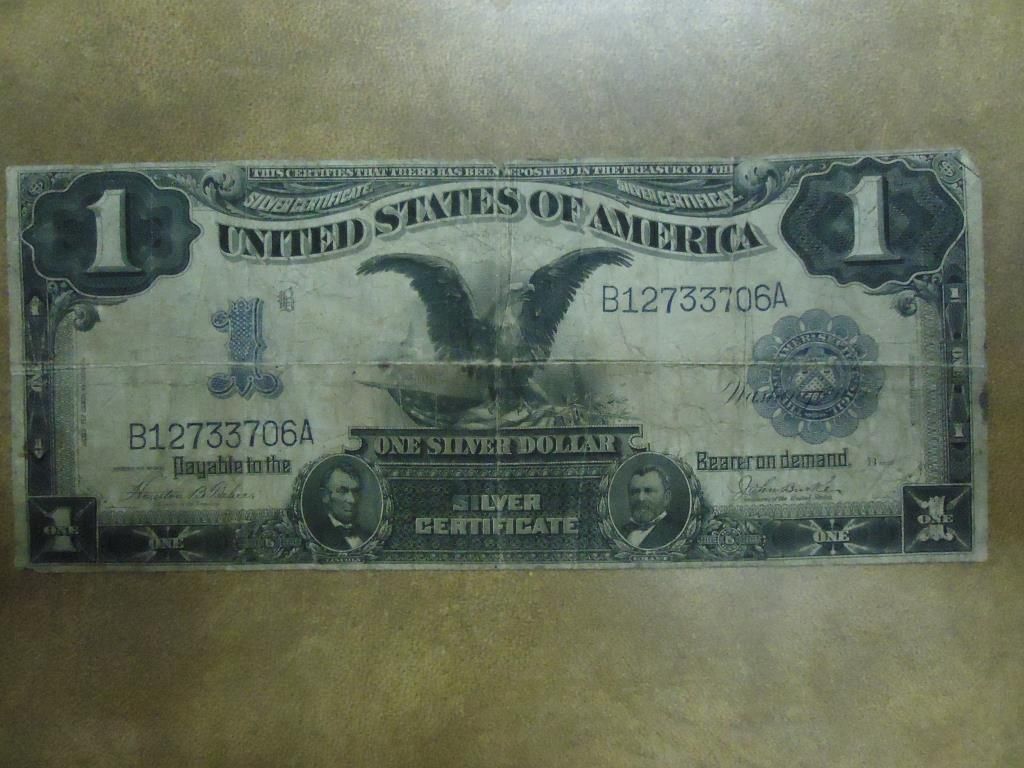 THIS CERTIFIES THAT THERE HAS BEEN DEPOSITED IN THE TREASURY OF THE
SILVER CERTIFICATE
SILVER CERTIFICATE
1
1
UNITED STATES OF AMERICA
B12733706A
1
B12733706A
Payable to the
ONE SILVER DOLLAR
Bearer on demand
SILVER
CERTIFICATE
1
ONE
ONE
ONE
ONE